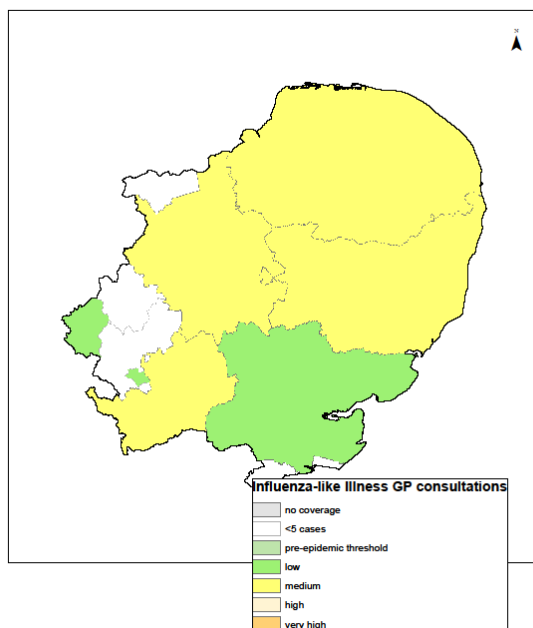 N
Influenza-like Illness GP consultations
no coverage
<5 cases
pre-epidemic threshold
low
medium
high
very high